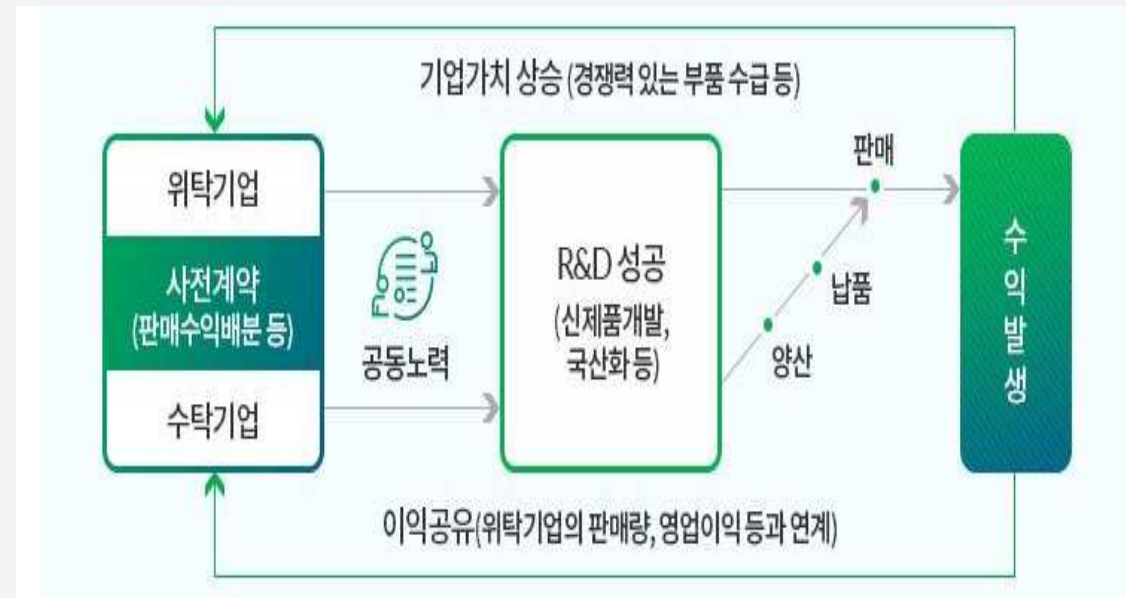 기업가치 상승 (경쟁력 있는 부품 수급 등)
위탁기업
사전계약
(판매수익배분 등)
수탁기업
공동노력
R&D 성공
(신제품개발,
국산화 등)
판매
납품
양산
수익발생
이익공유(위탁기업의 판매량, 영업이익 등과 연계)